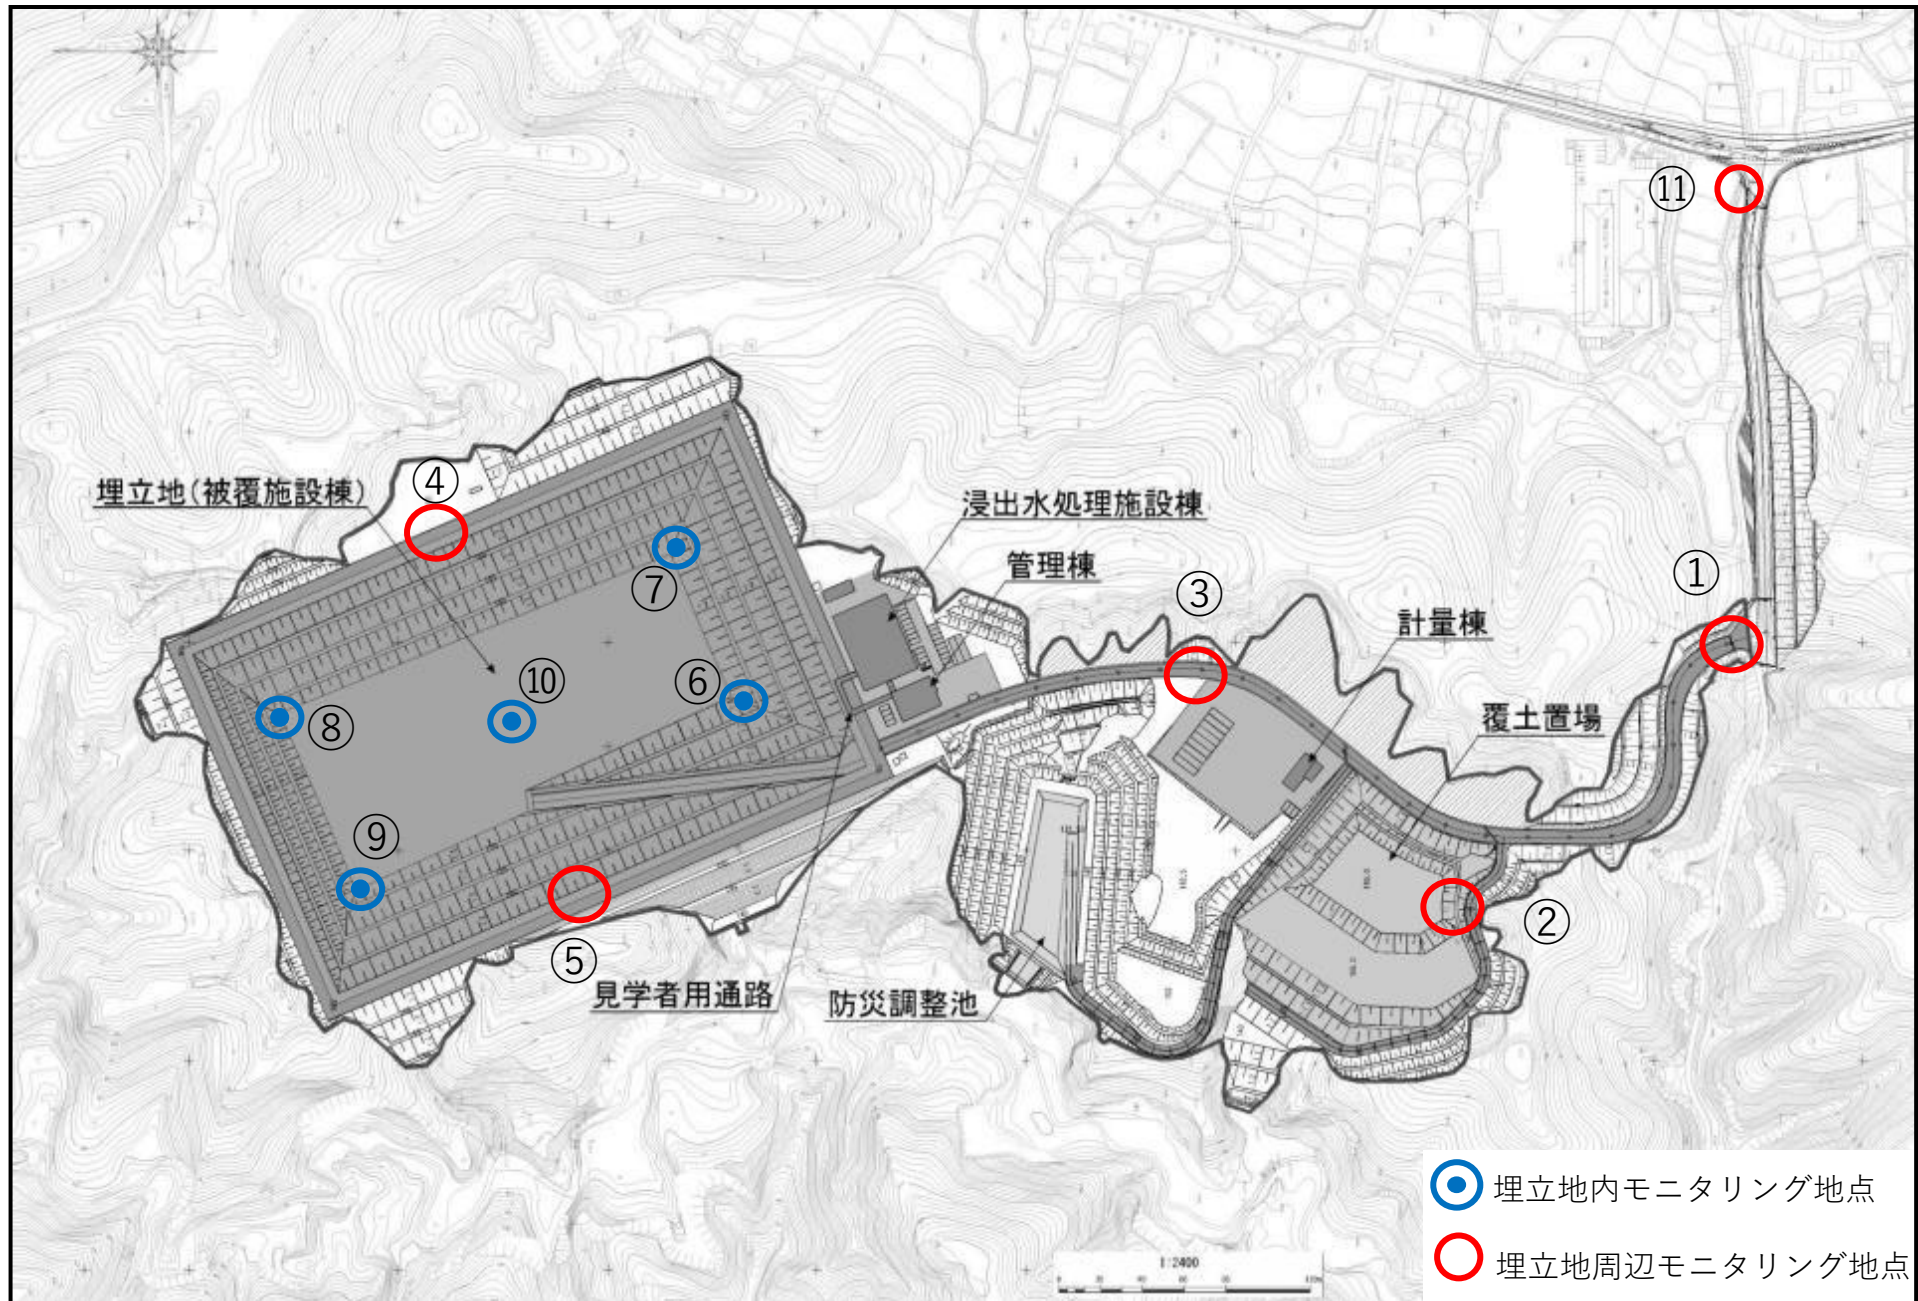 ⑪
④
埋立地(被覆施設棟)
浸出水処理施設棟
⑦
管理棟
③
①
計量棟
⑥
⑩
⑧
覆土置場
⑨
②
⑤
見学者用通路
防災調整池
埋立地内モニタリング地点
埋立地周辺モニタリング地点
1:2400